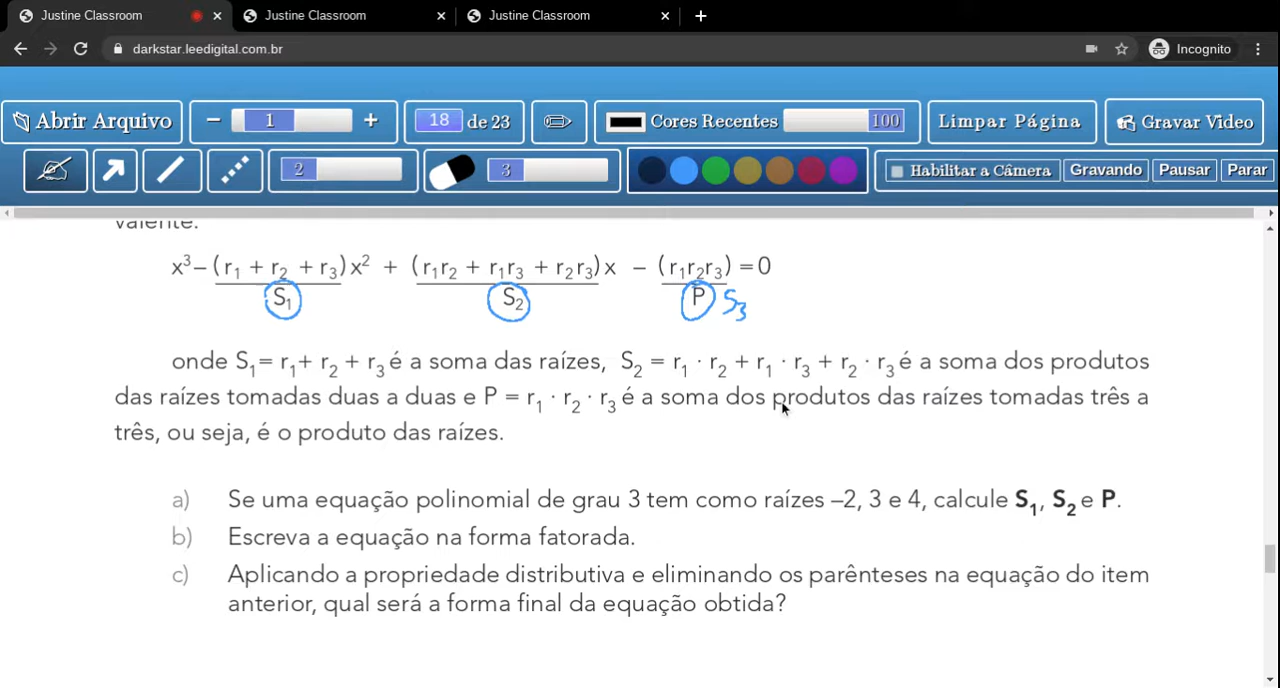 Justine Classroom Justine Classroom Justine Classroom
darkstar.leedigital.com.br Incognito
Abrir Arquivo − 1 + 18 de 23 Cores Recentes 100 Limpar Página Gravar Video
2 3 Habilitar a Câmera Gravando Pausar Parar
valente:
x³ – (r₁ + r₂ + r₃)x² + (r₁r₂ + r₁r₃ + r₂r₃)x – (r₁r₂r₃) = 0
S₁ S₂ P S₃
onde S₁= r₁+ r₂ + r₃ é a soma das raízes, S₂ = r₁ · r₂ + r₁ · r₃ + r₂ · r₃ é a soma dos produtos
das raízes tomadas duas a duas e P = r₁ · r₂ · r₃ é a soma dos produtos das raízes tomadas três a
três, ou seja, é o produto das raízes.
a) Se uma equação polinomial de grau 3 tem como raízes –2, 3 e 4, calcule S₁, S₂ e P.
b) Escreva a equação na forma fatorada.
c) Aplicando a propriedade distributiva e eliminando os parênteses na equação do item
anterior, qual será a forma final da equação obtida?